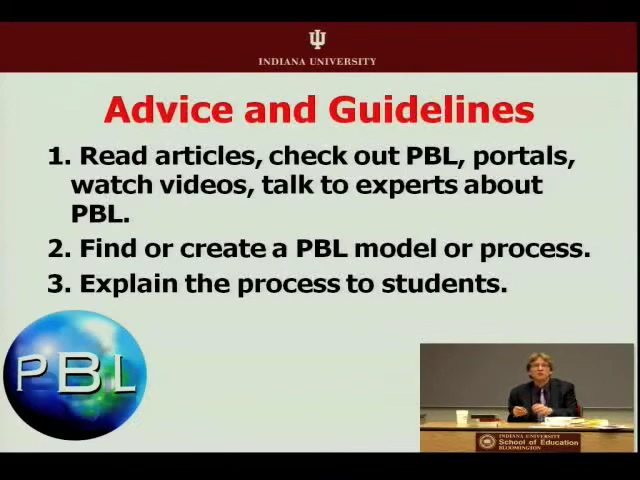 INDIANA UNIVERSITY
Advice and Guidelines
1. Read articles, check out PBL, portals,
watch videos, talk to experts about
PBL.
2. Find or create a PBL model or process.
3. Explain the process to students.
PBL
INDIANA UNIVERSITY
School of Education
BLOOMINGTON